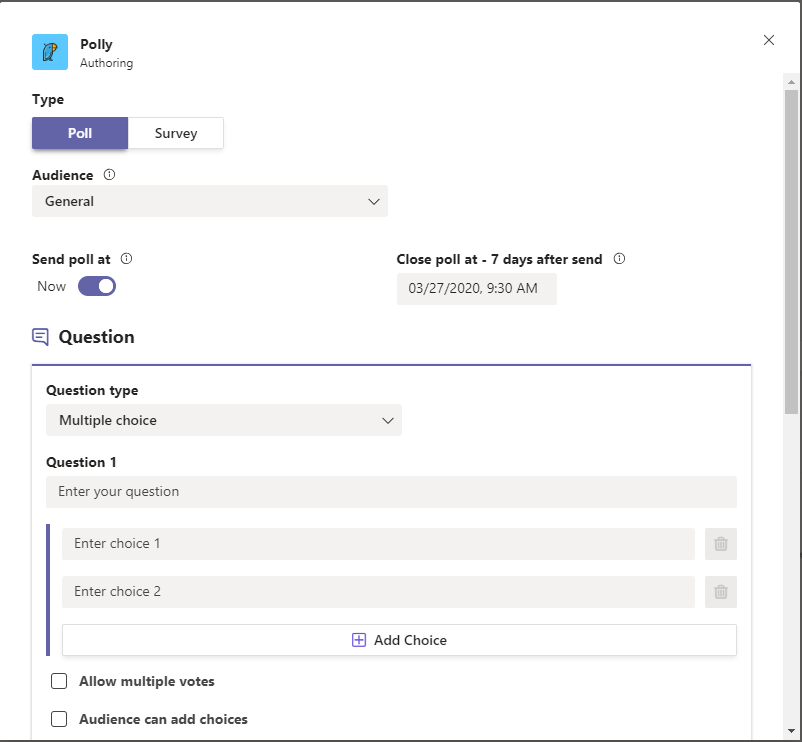 Polly
Authoring
Type
Poll Survey
Audience
General
Send poll at Close poll at - 7 days after send
Now 03/27/2020, 9:30 AM
Question
Question type
Multiple choice
Question 1
Enter your question
Enter choice 1
Enter choice 2
Add Choice
Allow multiple votes
Audience can add choices